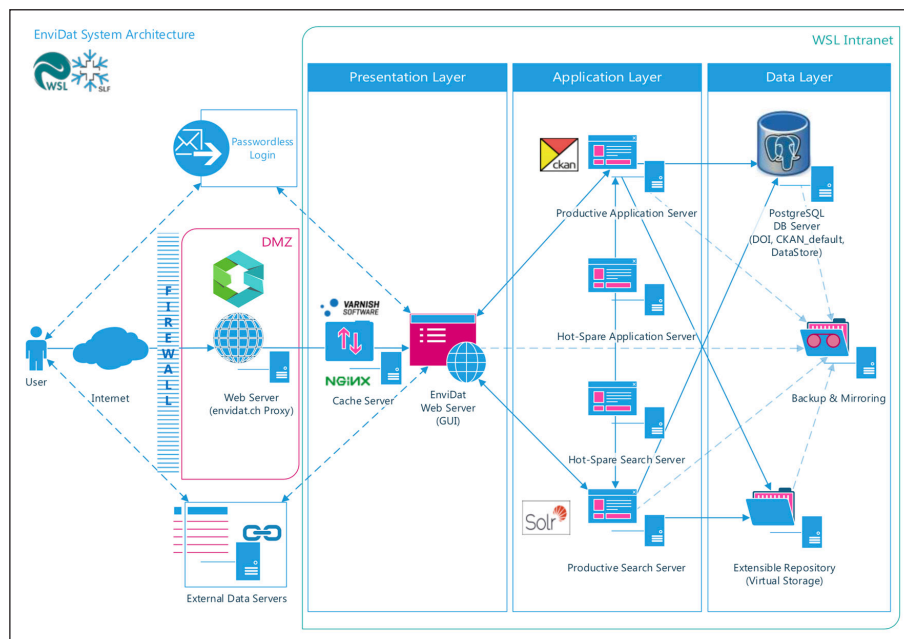 EnviDat System Architecture
WSL
SLF
WSL Intranet
Presentation Layer
Application Layer
Data Layer
Passwordless
Login
ckan
Productive Application Server
PostgreSQL
DB Server
(DOI, CKAN_default,
DataStore)
DMZ
FIREWALL
VARNISH
SOFTWARE
Hot-Spare Application Server
User
Internet
Web Server
(envidat.ch Proxy)
NGINX
Cache Server
EnviDat
Web Server
(GUI)
Backup & Mirroring
Hot-Spare Search Server
Solr
External Data Servers
Productive Search Server
Extensible Repository
(Virtual Storage)